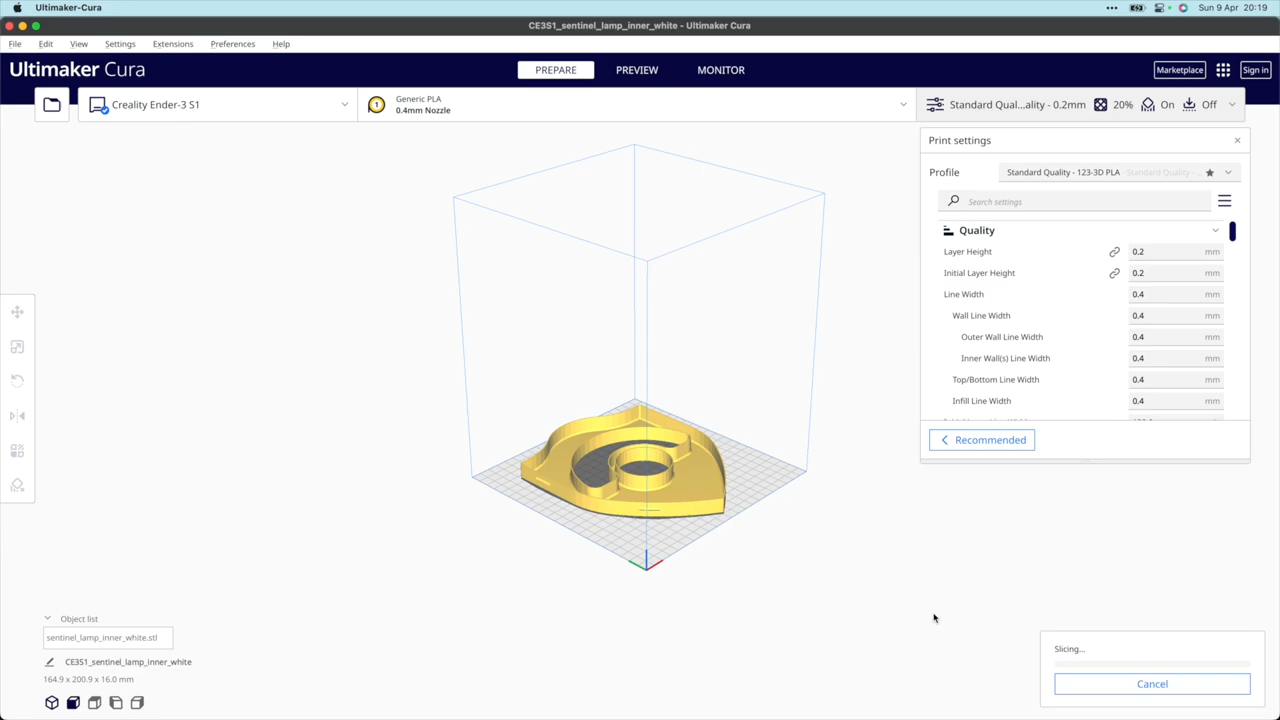 Ultimaker-Cura
Sun 9 Apr 20:19
CE3S1_sentinel_lamp_inner_white - Ultimaker Cura
File Edit View Settings Extensions Preferences Help
Ultimaker Cura
PREPARE PREVIEW MONITOR
Marketplace
Sign in
Creality Ender-3 S1
1
Generic PLA
0.4mm Nozzle
Standard Qual...ality - 0.2mm 20% On Off
Print settings
Profile Standard Quality - 123-3D PLA - Standard Quality - ...
Search settings
Quality
Layer Height 0.2 mm
Initial Layer Height 0.2 mm
Line Width 0.4 mm
Wall Line Width 0.4 mm
Outer Wall Line Width 0.4 mm
Inner Wall(s) Line Width 0.4 mm
Top/Bottom Line Width 0.4 mm
Infill Line Width 0.4 mm
Recommended
Object list
sentinel_lamp_inner_white.stl
CE3S1_sentinel_lamp_inner_white
164.9 x 200.9 x 16.0 mm
Slicing...
Cancel